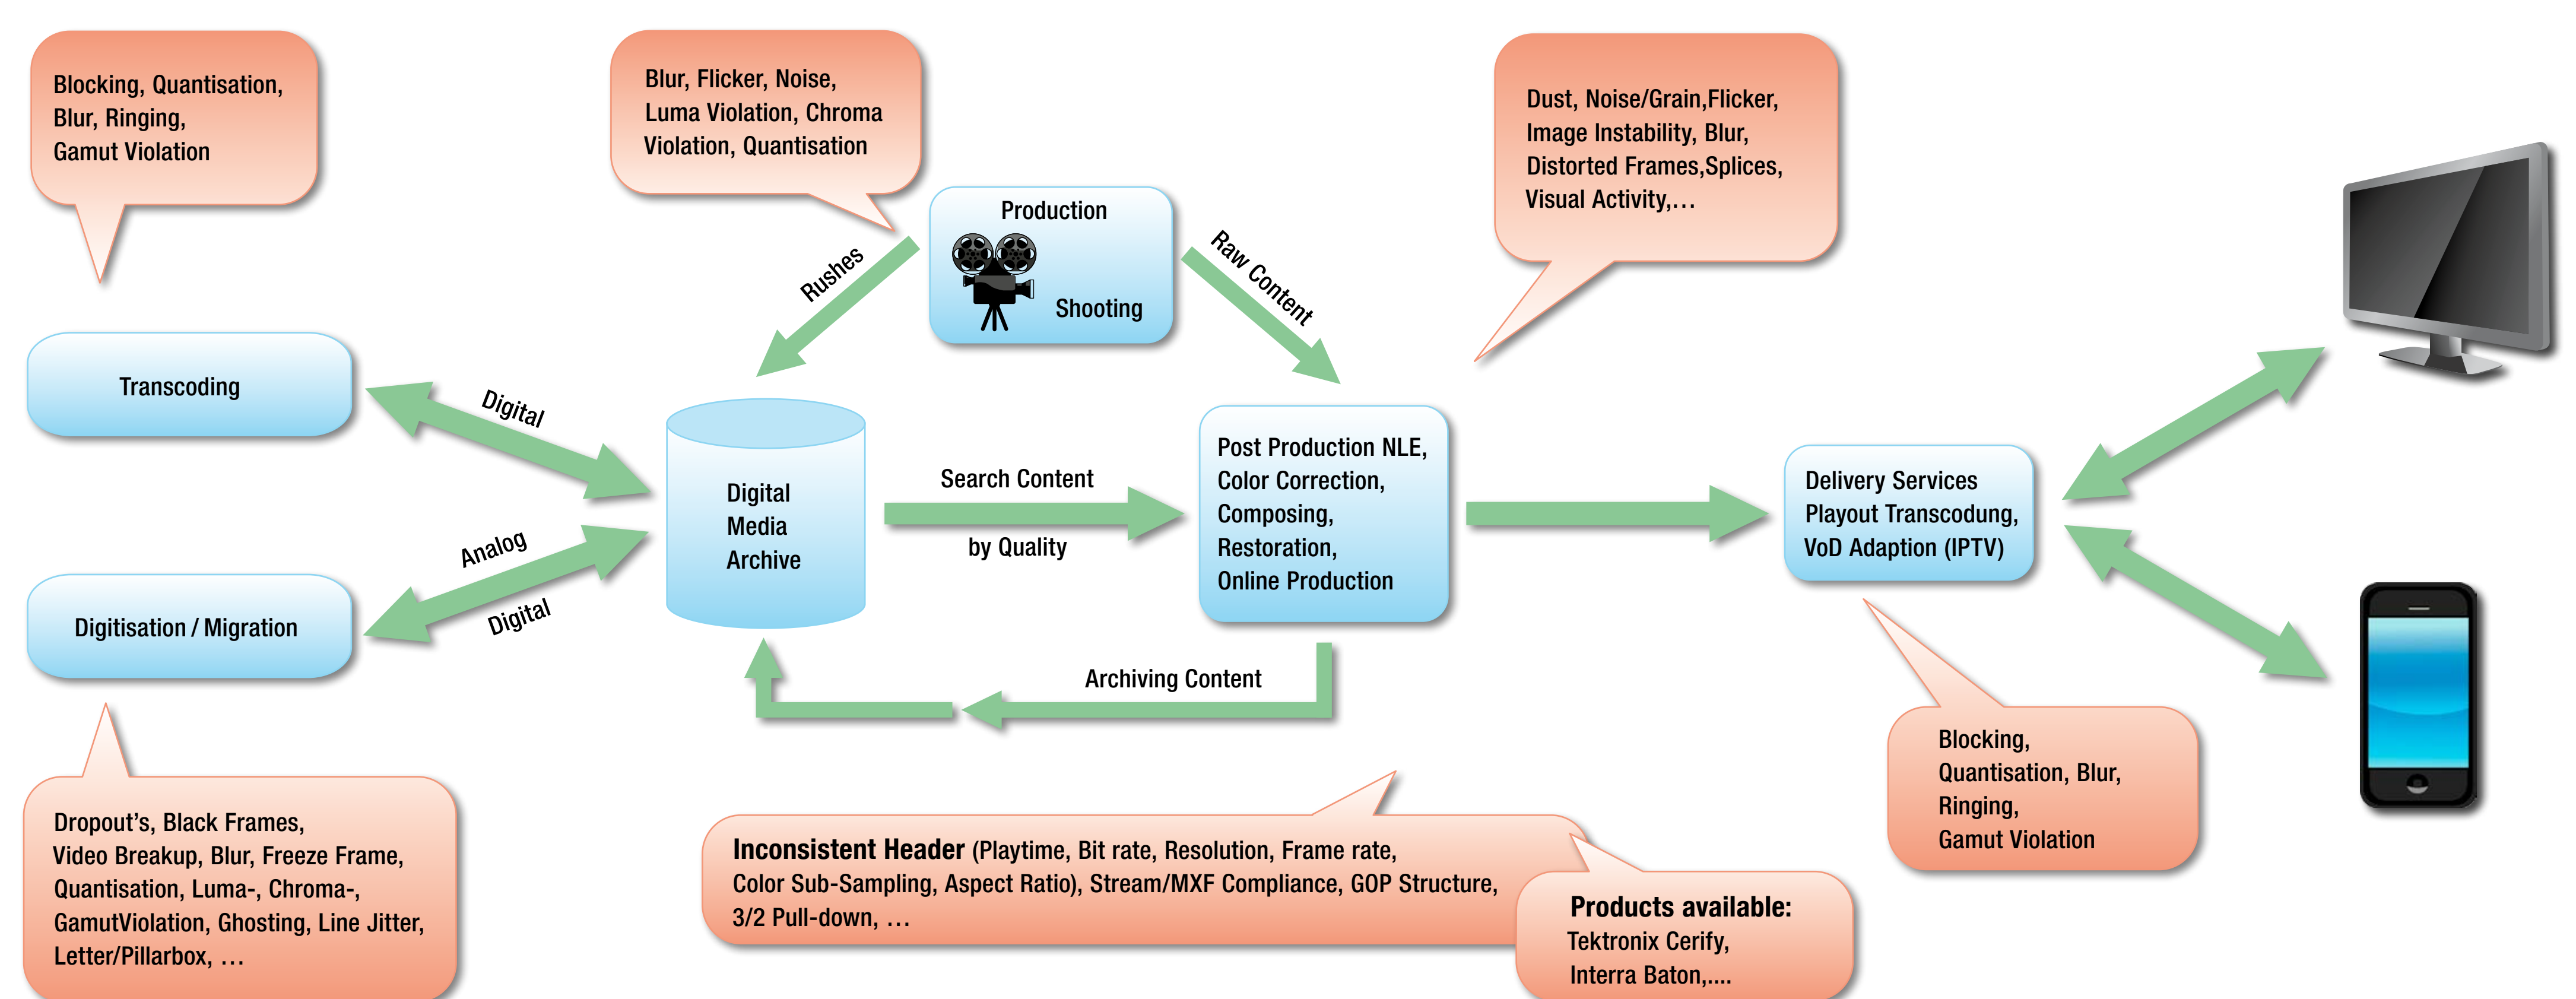 Blocking, Quantisation,
Blur, Ringing,
Gamut Violation
Blur, Flicker, Noise,
Luma Violation, Chroma
Violation, Quantisation
Dust, Noise/Grain,Flicker,
Image Instability, Blur,
Distorted Frames,Splices,
Visual Activity,…
Production
Shooting
Rushes
Raw Content
Transcoding
Digital
Digital
Media
Archive
Search Content
by Quality
Post Production NLE,
Color Correction,
Composing,
Restoration,
Online Production
Delivery Services
Playout Transcodung,
VoD Adaption (IPTV)
Analog
Digital
Digitisation / Migration
Archiving Content
Dropout’s, Black Frames,
Video Breakup, Blur, Freeze Frame,
Quantisation, Luma-, Chroma-,
GamutViolation, Ghosting, Line Jitter,
Letter/Pillarbox, …
Inconsistent Header (Playtime, Bit rate, Resolution, Frame rate,
Color Sub-Sampling, Aspect Ratio), Stream/MXF Compliance, GOP Structure,
3/2 Pull-down, …
Products available:
Tektronix Cerify,
Interra Baton,....
Blocking,
Quantisation, Blur,
Ringing,
Gamut Violation